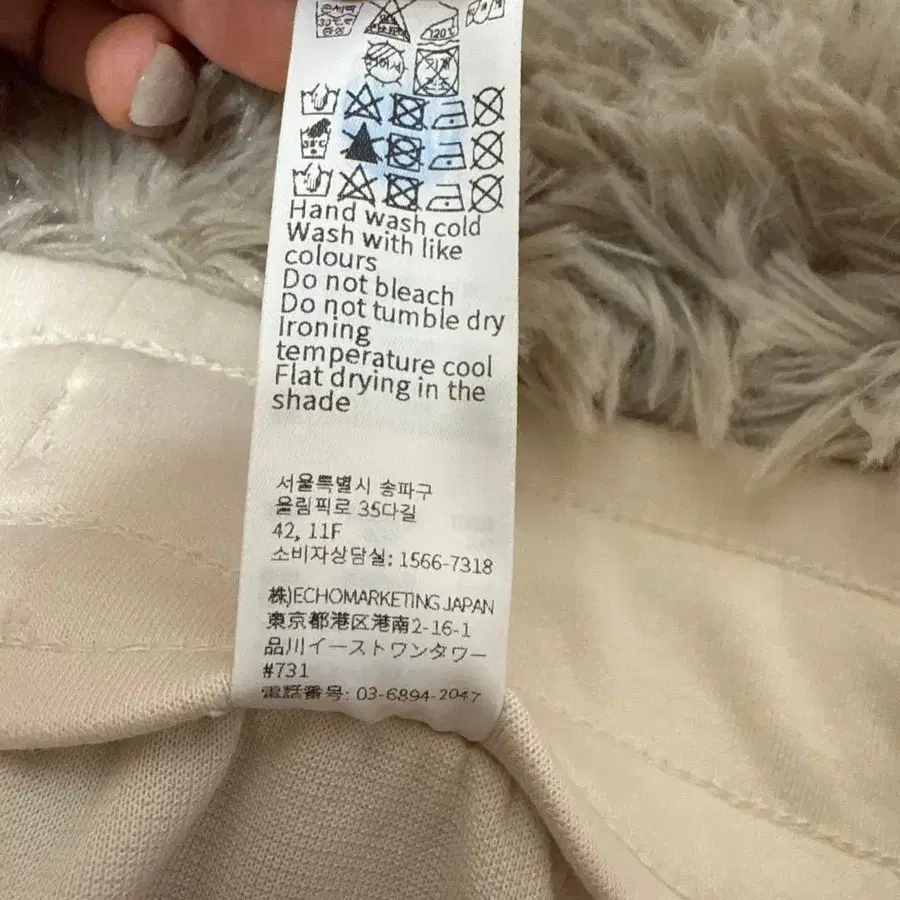 30℃
120℃
Hand wash cold
Wash with like
colours
Do not bleach
Do not tumble dry
Ironing
temperature cool
Flat drying in the
shade
서울특별시 송파구
올림픽로 35다길
42, 11F
소비자상담실: 1566-7318
株)ECHOMARKETING JAPAN
東京都港区港南2-16-1
品川イーストワンタワー
#731
電話番号: 03-6894-2047